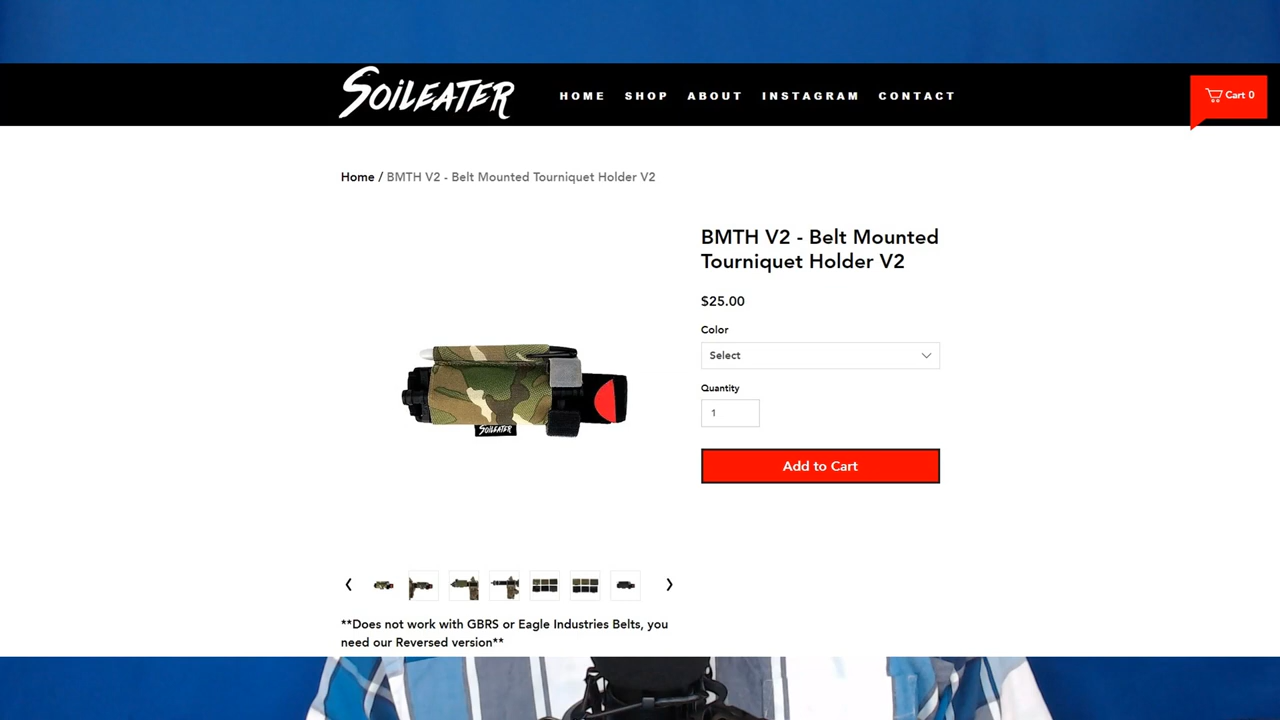 SOILEATER
HOME SHOP ABOUT INSTAGRAM CONTACT
Cart 0
Home / BMTH V2 - Belt Mounted Tourniquet Holder V2
BMTH V2 - Belt Mounted
Tourniquet Holder V2
$25.00
Color
Select
Quantity
1
Add to Cart
SOILEATER
**Does not work with GBRS or Eagle Industries Belts, you
need our Reversed version**